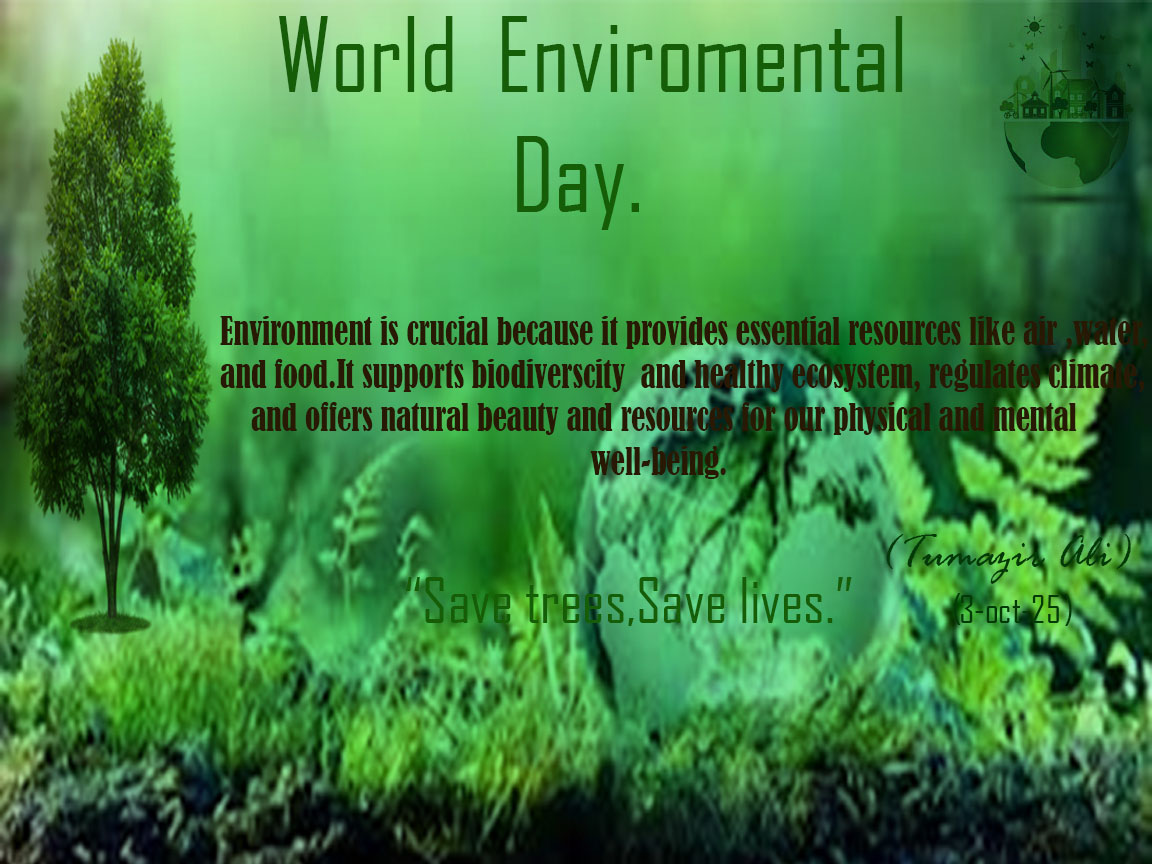 World Enviromental
Day.
Environment is crucial because it provides essential resources like air ,water,
and food.It supports biodiverscity and healthy ecosystem, regulates climate,
and offers natural beauty and resources for our physical and mental
well-being.
(Tumazir Abi)
“Save trees,Save lives.”
(3-oct-25)